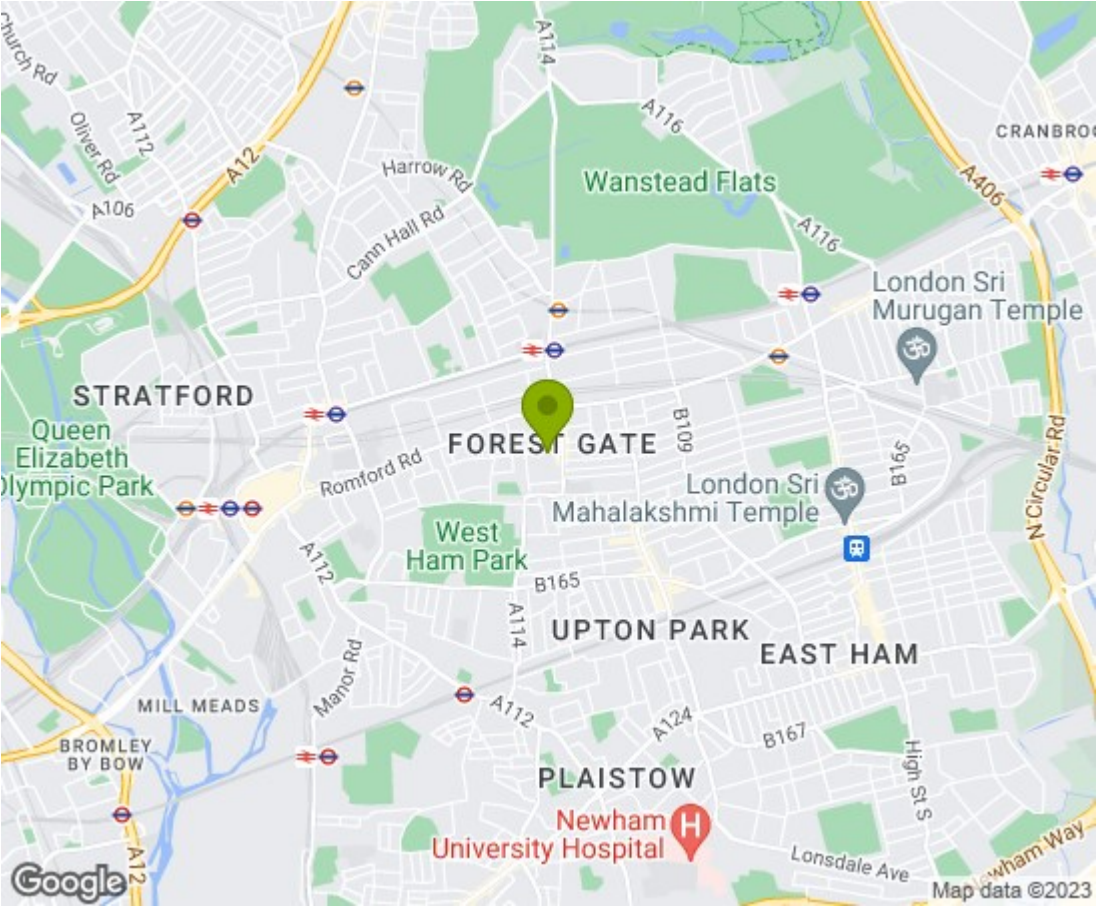 Church Rd
A114
A116
CRANBROO
Oliver Rd
A112
A12
Harrow Rd
Wanstead Flats
A406
A106
Cann Hall Rd
A116
London Sri
Murugan Temple
STRATFORD
Queen
Elizabeth
Olympic Park
FOREST GATE
B109
B165
N Circular Rd
Romford Rd
London Sri
Mahalakshmi Temple
West
Ham Park
A112
B165
A114
UPTON PARK
EAST HAM
Manor Rd
MILL MEADS
A112
A124
B167
BROMLEY
BY BOW
High St S
PLAISTOW
Newham
University Hospital
H
Lonsdale Ave
Newham Way
A12
Google
Map data ©2023